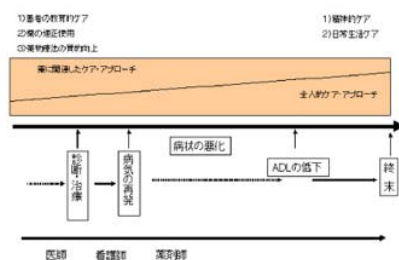 1)患者の教育的ケア
2)薬の適正使用
3)薬物療法の質的向上
1)精神的ケア
2)日常生活ケア
薬に関連したケア・アプローチ
全人的ケア・アプローチ
病状の悪化
診断・治療
病気の再発
ADLの低下
終末
医師
看護師
薬剤師